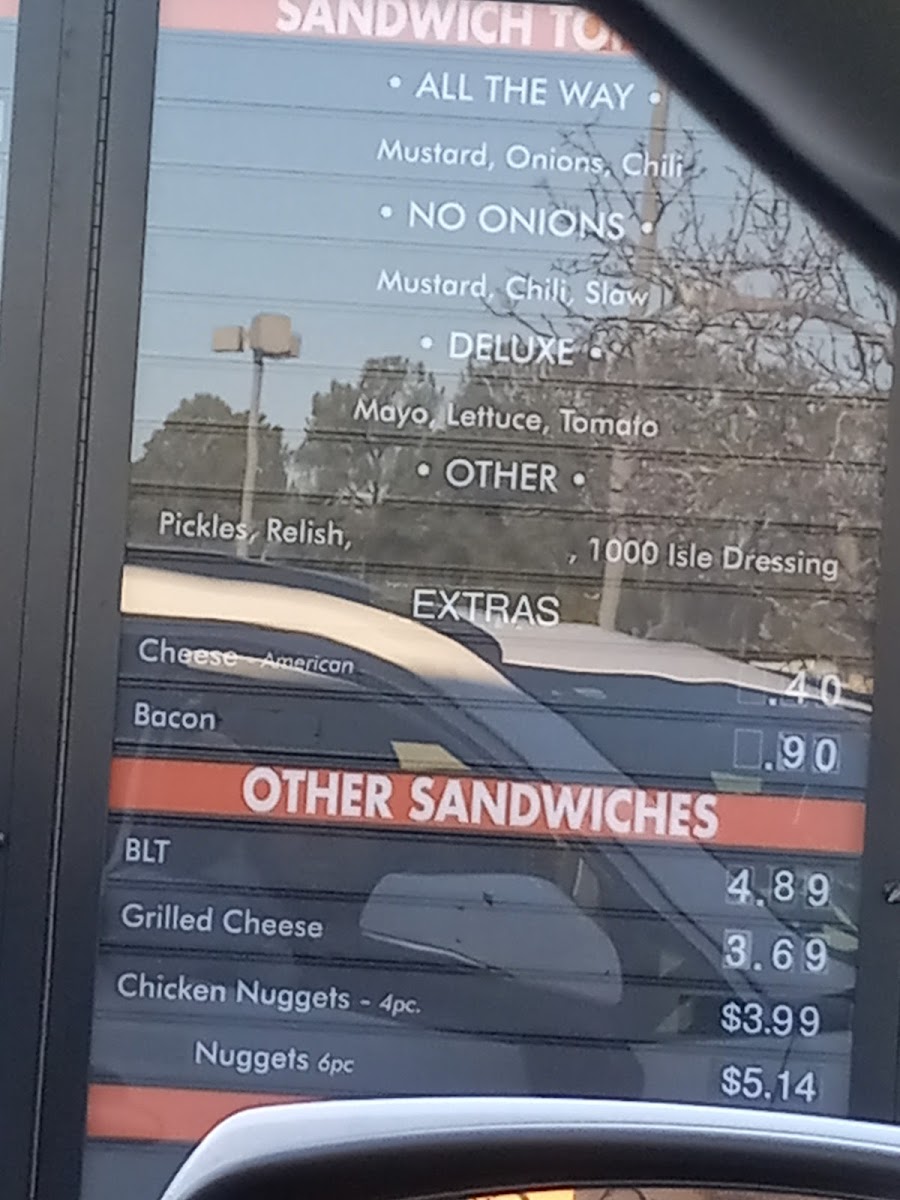 SANDWICH
• ALL THE WAY •
Mustard, Onions, Chili
• NO ONIONS •
Mustard, Chili, Slaw
• DELUXE •
Mayo, Lettuce, Tomato
• OTHER •
Pickles, Relish, , 1000 Isle Dressing
EXTRAS
Cheese - American .40
Bacon .90
OTHER SANDWICHES
BLT 4.89
Grilled Cheese 3.69
Chicken Nuggets - 4pc. $3.99
Nuggets 6pc $5.14